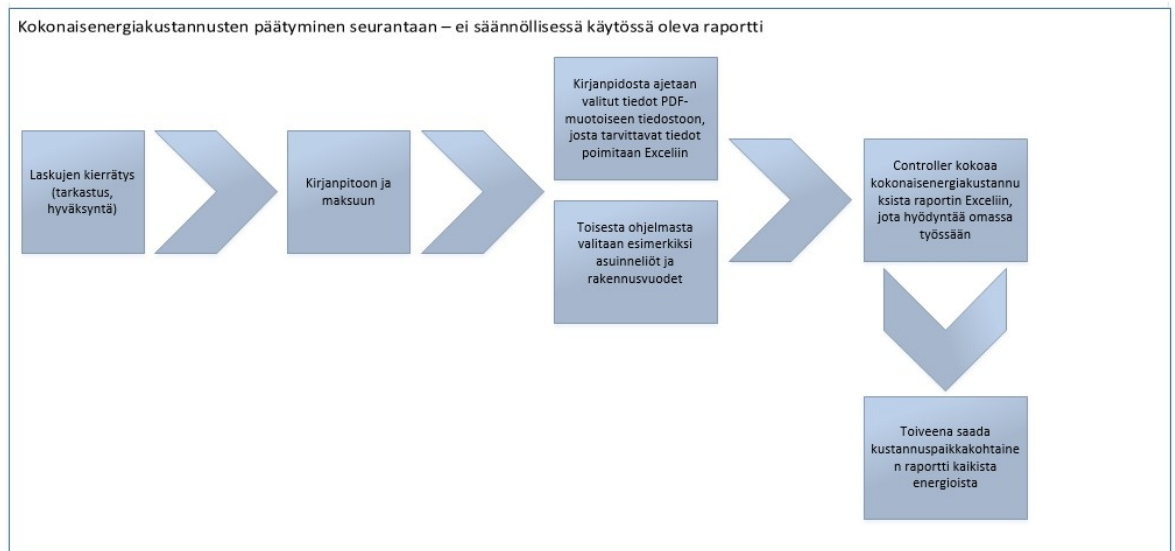 Kokonaisenergiakustannusten päätyminen seurantaan – ei säännöllisessä käytössä oleva raportti
Laskujen kierrätys
(tarkastus,
hyväksyntä)
Kirjanpitoon ja
maksuun
Kirjanpidosta ajetaan
valitut tiedot PDF-
muotoiseen tiedostoon,
josta tarvittavat tiedot
poimitaan Exceliin
Toisesta ohjelmasta
valitaan esimerkiksi
asuinneliöt ja
rakennusvuodet
Controller kokoaa
kokonaisenergiakustannu
ksista raportin Exceliin,
jota hyödyntää omassa
työssään
Toiveena saada
kustannuspaikkakohtaine
n raportti kaikista
energioista